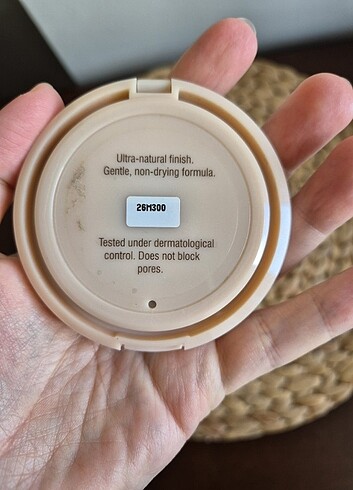 Ultra-natural finish.
Gentle, non-drying formula.
26M300
Tested under dermatological
control. Does not block
pores.